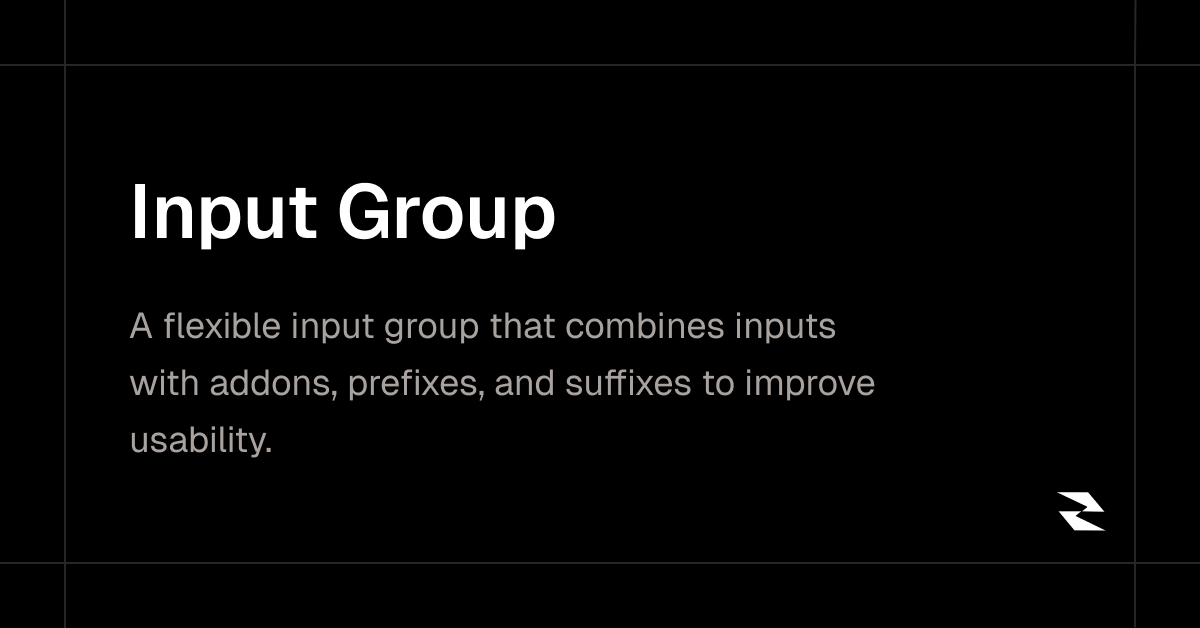 Input Group
A flexible input group that combines inputs
with addons, prefixes, and suffixes to improve
usability.